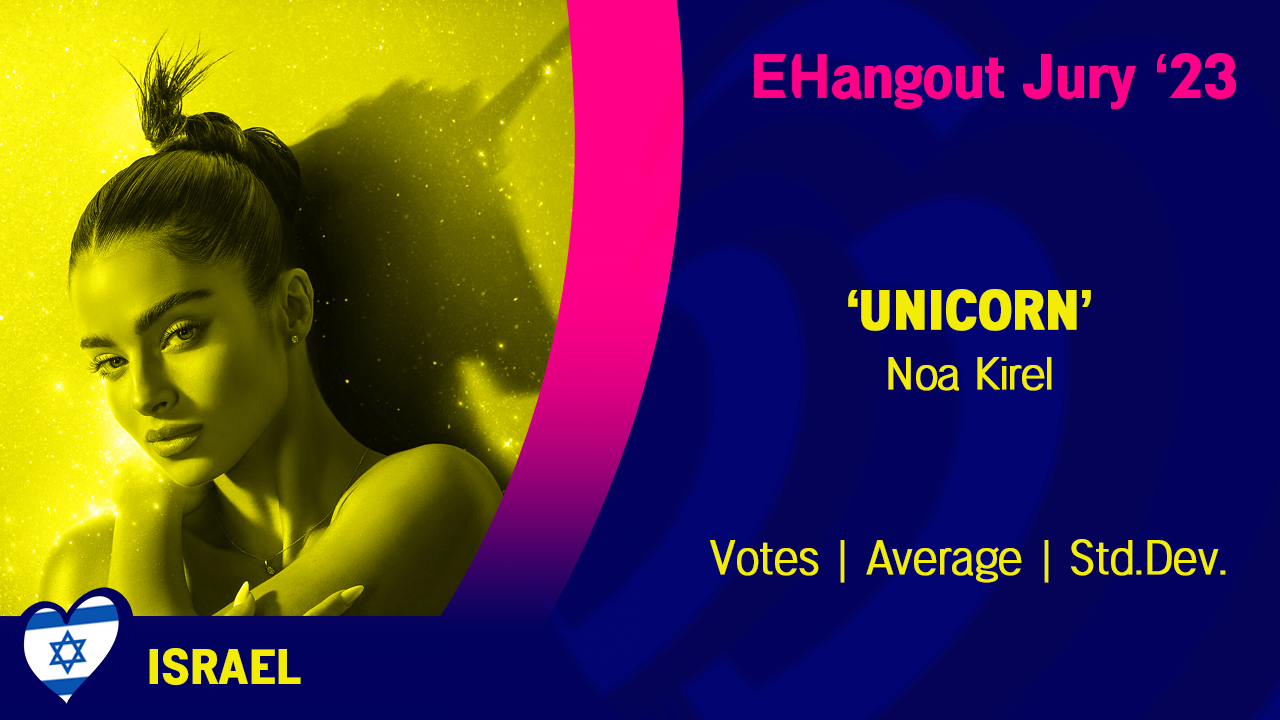 EHangout Jury ‘23
‘UNICORN’
Noa Kirel
Votes | Average | Std.Dev.
ISRAEL